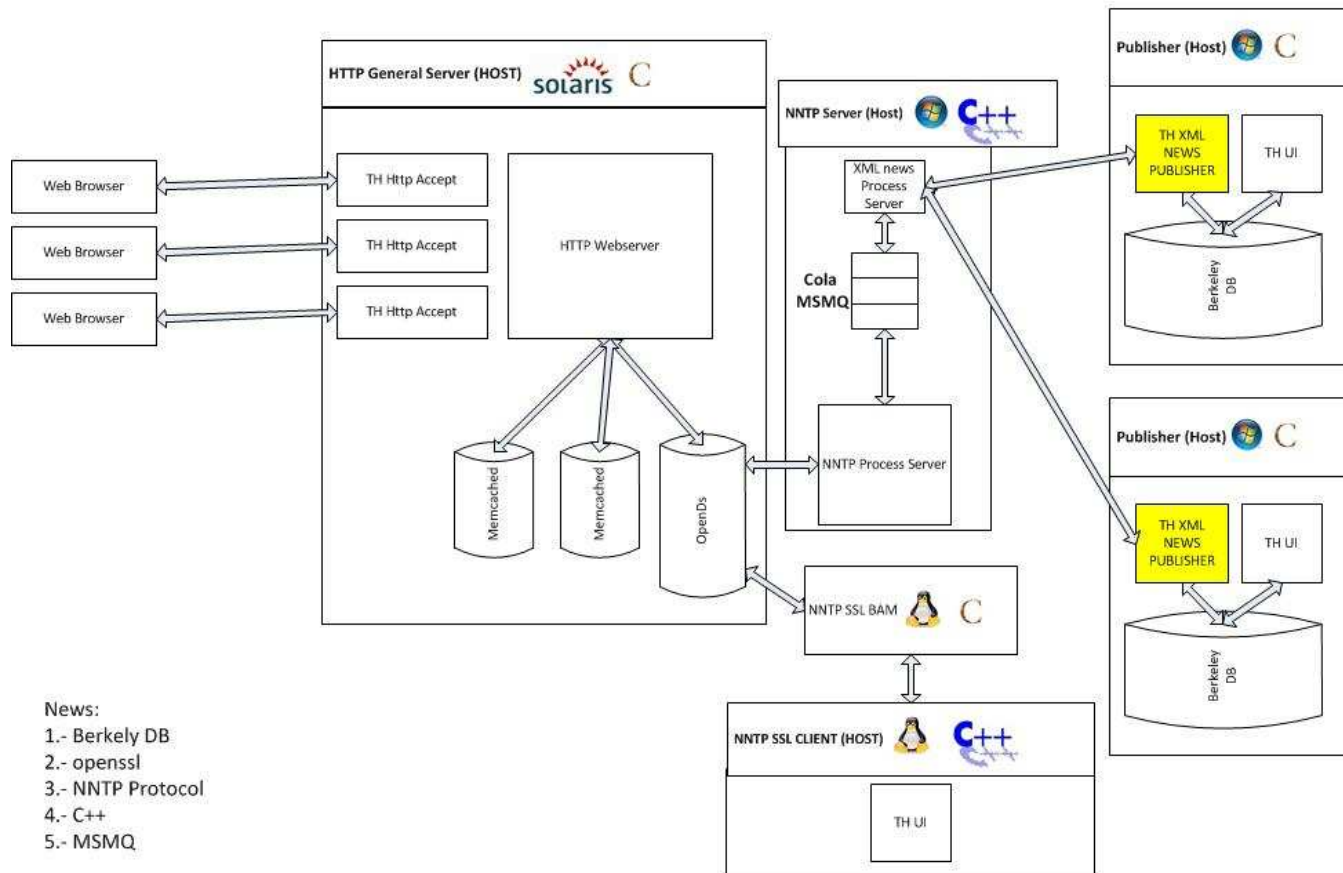 HTTP General Server (HOST)
solaris
C
Web Browser
Web Browser
Web Browser
TH Http Accept
TH Http Accept
TH Http Accept
HTTP Webserver
Memcached
Memcached
OpenDs
NNTP Server (Host)
C++
XML news
Process
Server
Cola
MSMQ
NNTP Process Server
NNTP SSL BAM
C
NNTP SSL CLIENT (HOST)
C++
TH UI
Publisher (Host)
C
TH XML
NEWS
PUBLISHER
TH UI
Berkeley
DB
Publisher (Host)
C
TH XML
NEWS
PUBLISHER
TH UI
Berkeley
DB
News:
1.- Berkely DB
2.- openssl
3.- NNTP Protocol
4.- C++
5.- MSMQ